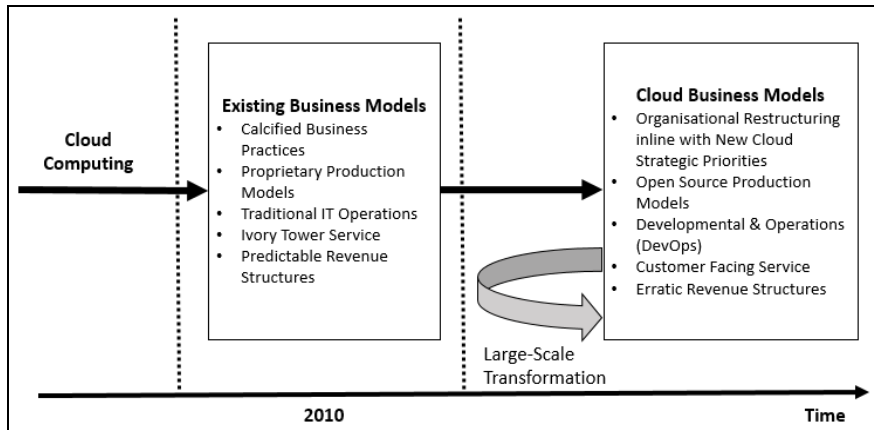 Cloud
Computing
Existing Business Models
• Calcified Business
Practices
• Proprietary Production
Models
• Traditional IT Operations
• Ivory Tower Service
• Predictable Revenue
Structures
Cloud Business Models
• Organisational Restructuring
inline with New Cloud
Strategic Priorities
• Open Source Production
Models
• Developmental & Operations
(DevOps)
• Customer Facing Service
• Erratic Revenue Structures
Large-Scale
Transformation
2010
Time